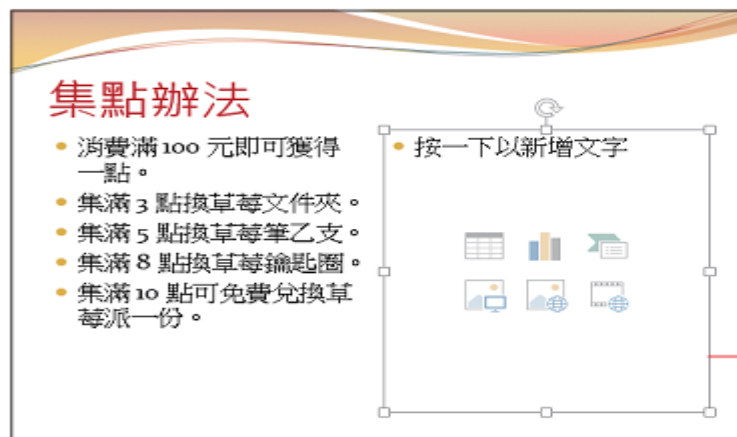 集點辦法
• 消費滿 100 元即可獲得
一點。
• 集滿 3 點換草莓文件夾。
• 集滿 5 點換草莓筆乙支。
• 集滿 8 點換草莓鑰匙圈。
• 集滿 10 點可免費兌換草
莓派一份。
• 按一下以新增文字